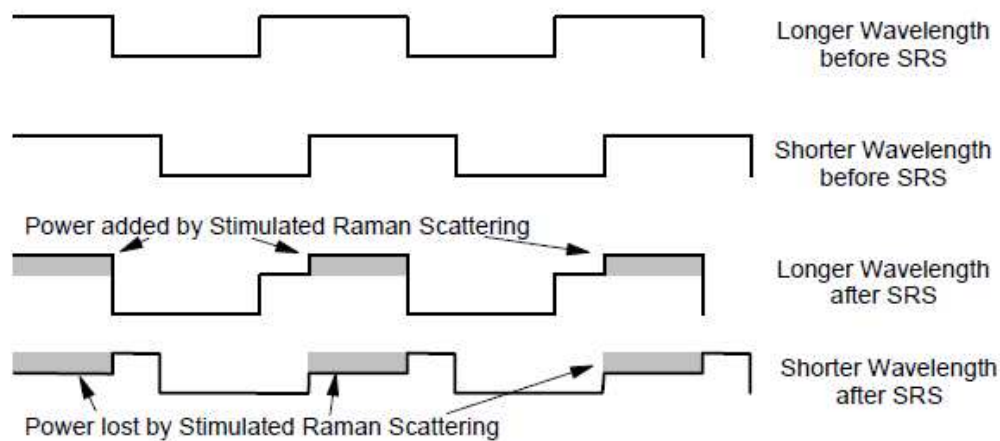 Longer Wavelength
before SRS
Shorter Wavelength
before SRS
Power added by Stimulated Raman Scattering
Longer Wavelength
after SRS
Shorter Wavelength
after SRS
Power lost by Stimulated Raman Scattering